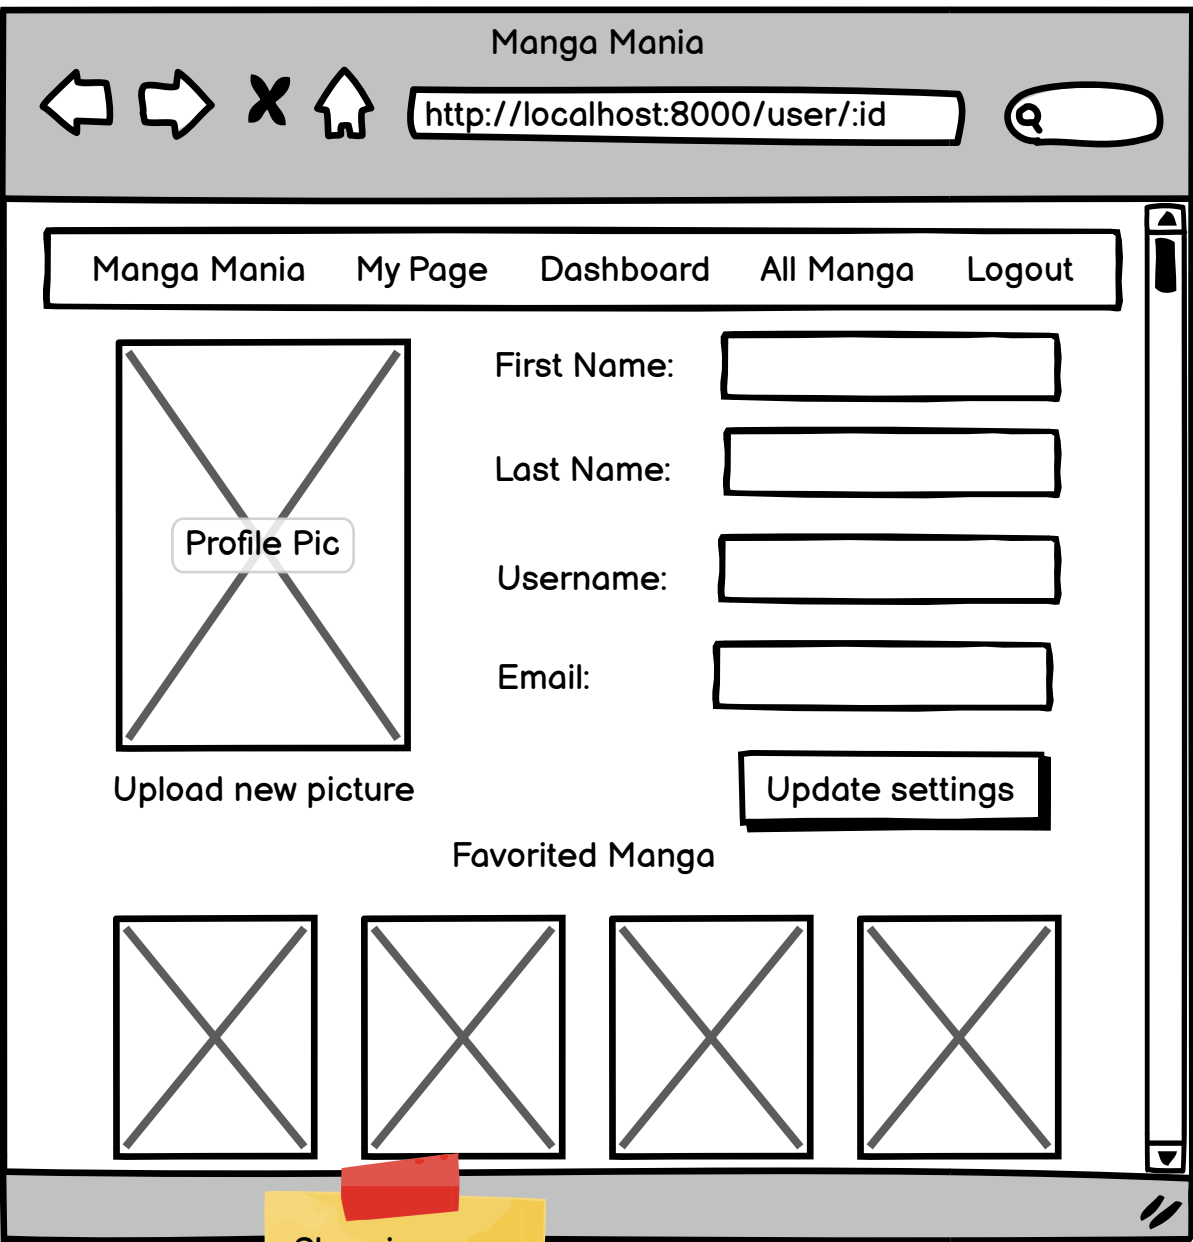 Manga Mania
http://localhost:8000/user/:id
Manga Mania My Page Dashboard All Manga Logout
First Name:
Last Name:
Profile Pic
Username:
Email:
Upload new picture
Update settings
Favorited Manga